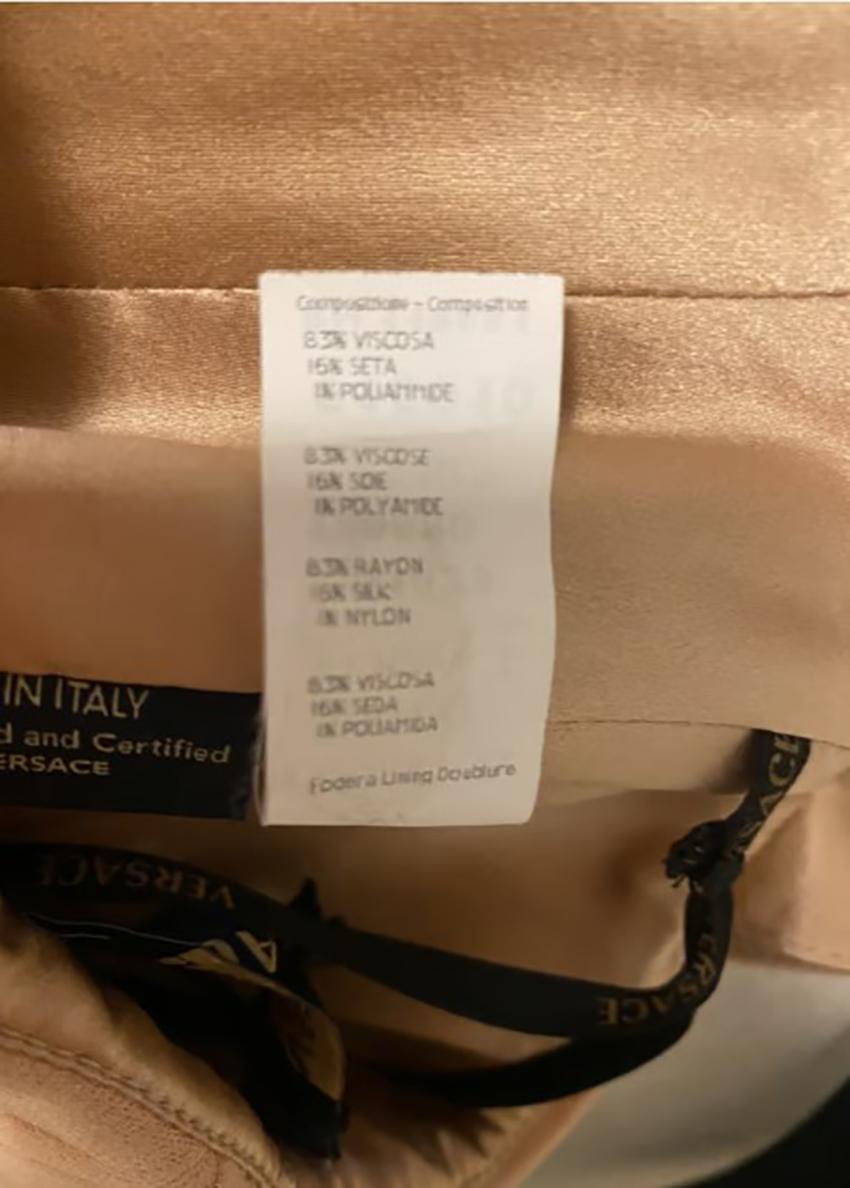 Composizione - Composition
83% VISCOSA
16% SETA
1% POLIAMMIDE
83% VISCOSE
16% SOIE
1% POLYAMIDE
83% RAYON
16% SILK
1% NYLON
83% VISCOSA
16% SEDA
1% POLIAMIDA
Fodera Lining Doublure
IN ITALY
d and Certified
ERSACE
VERSACE
VERSACE